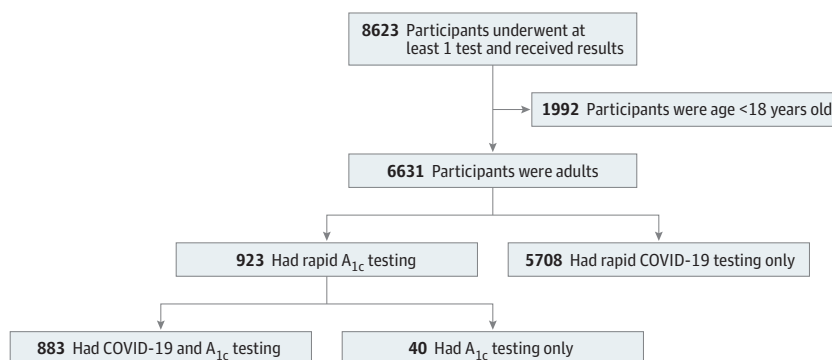 8623 Participants underwent at
least 1 test and received results
1992 Participants were age <18 years old
6631 Participants were adults
923 Had rapid A1c testing
5708 Had rapid COVID-19 testing only
883 Had COVID-19 and A1c testing
40 Had A1c testing only